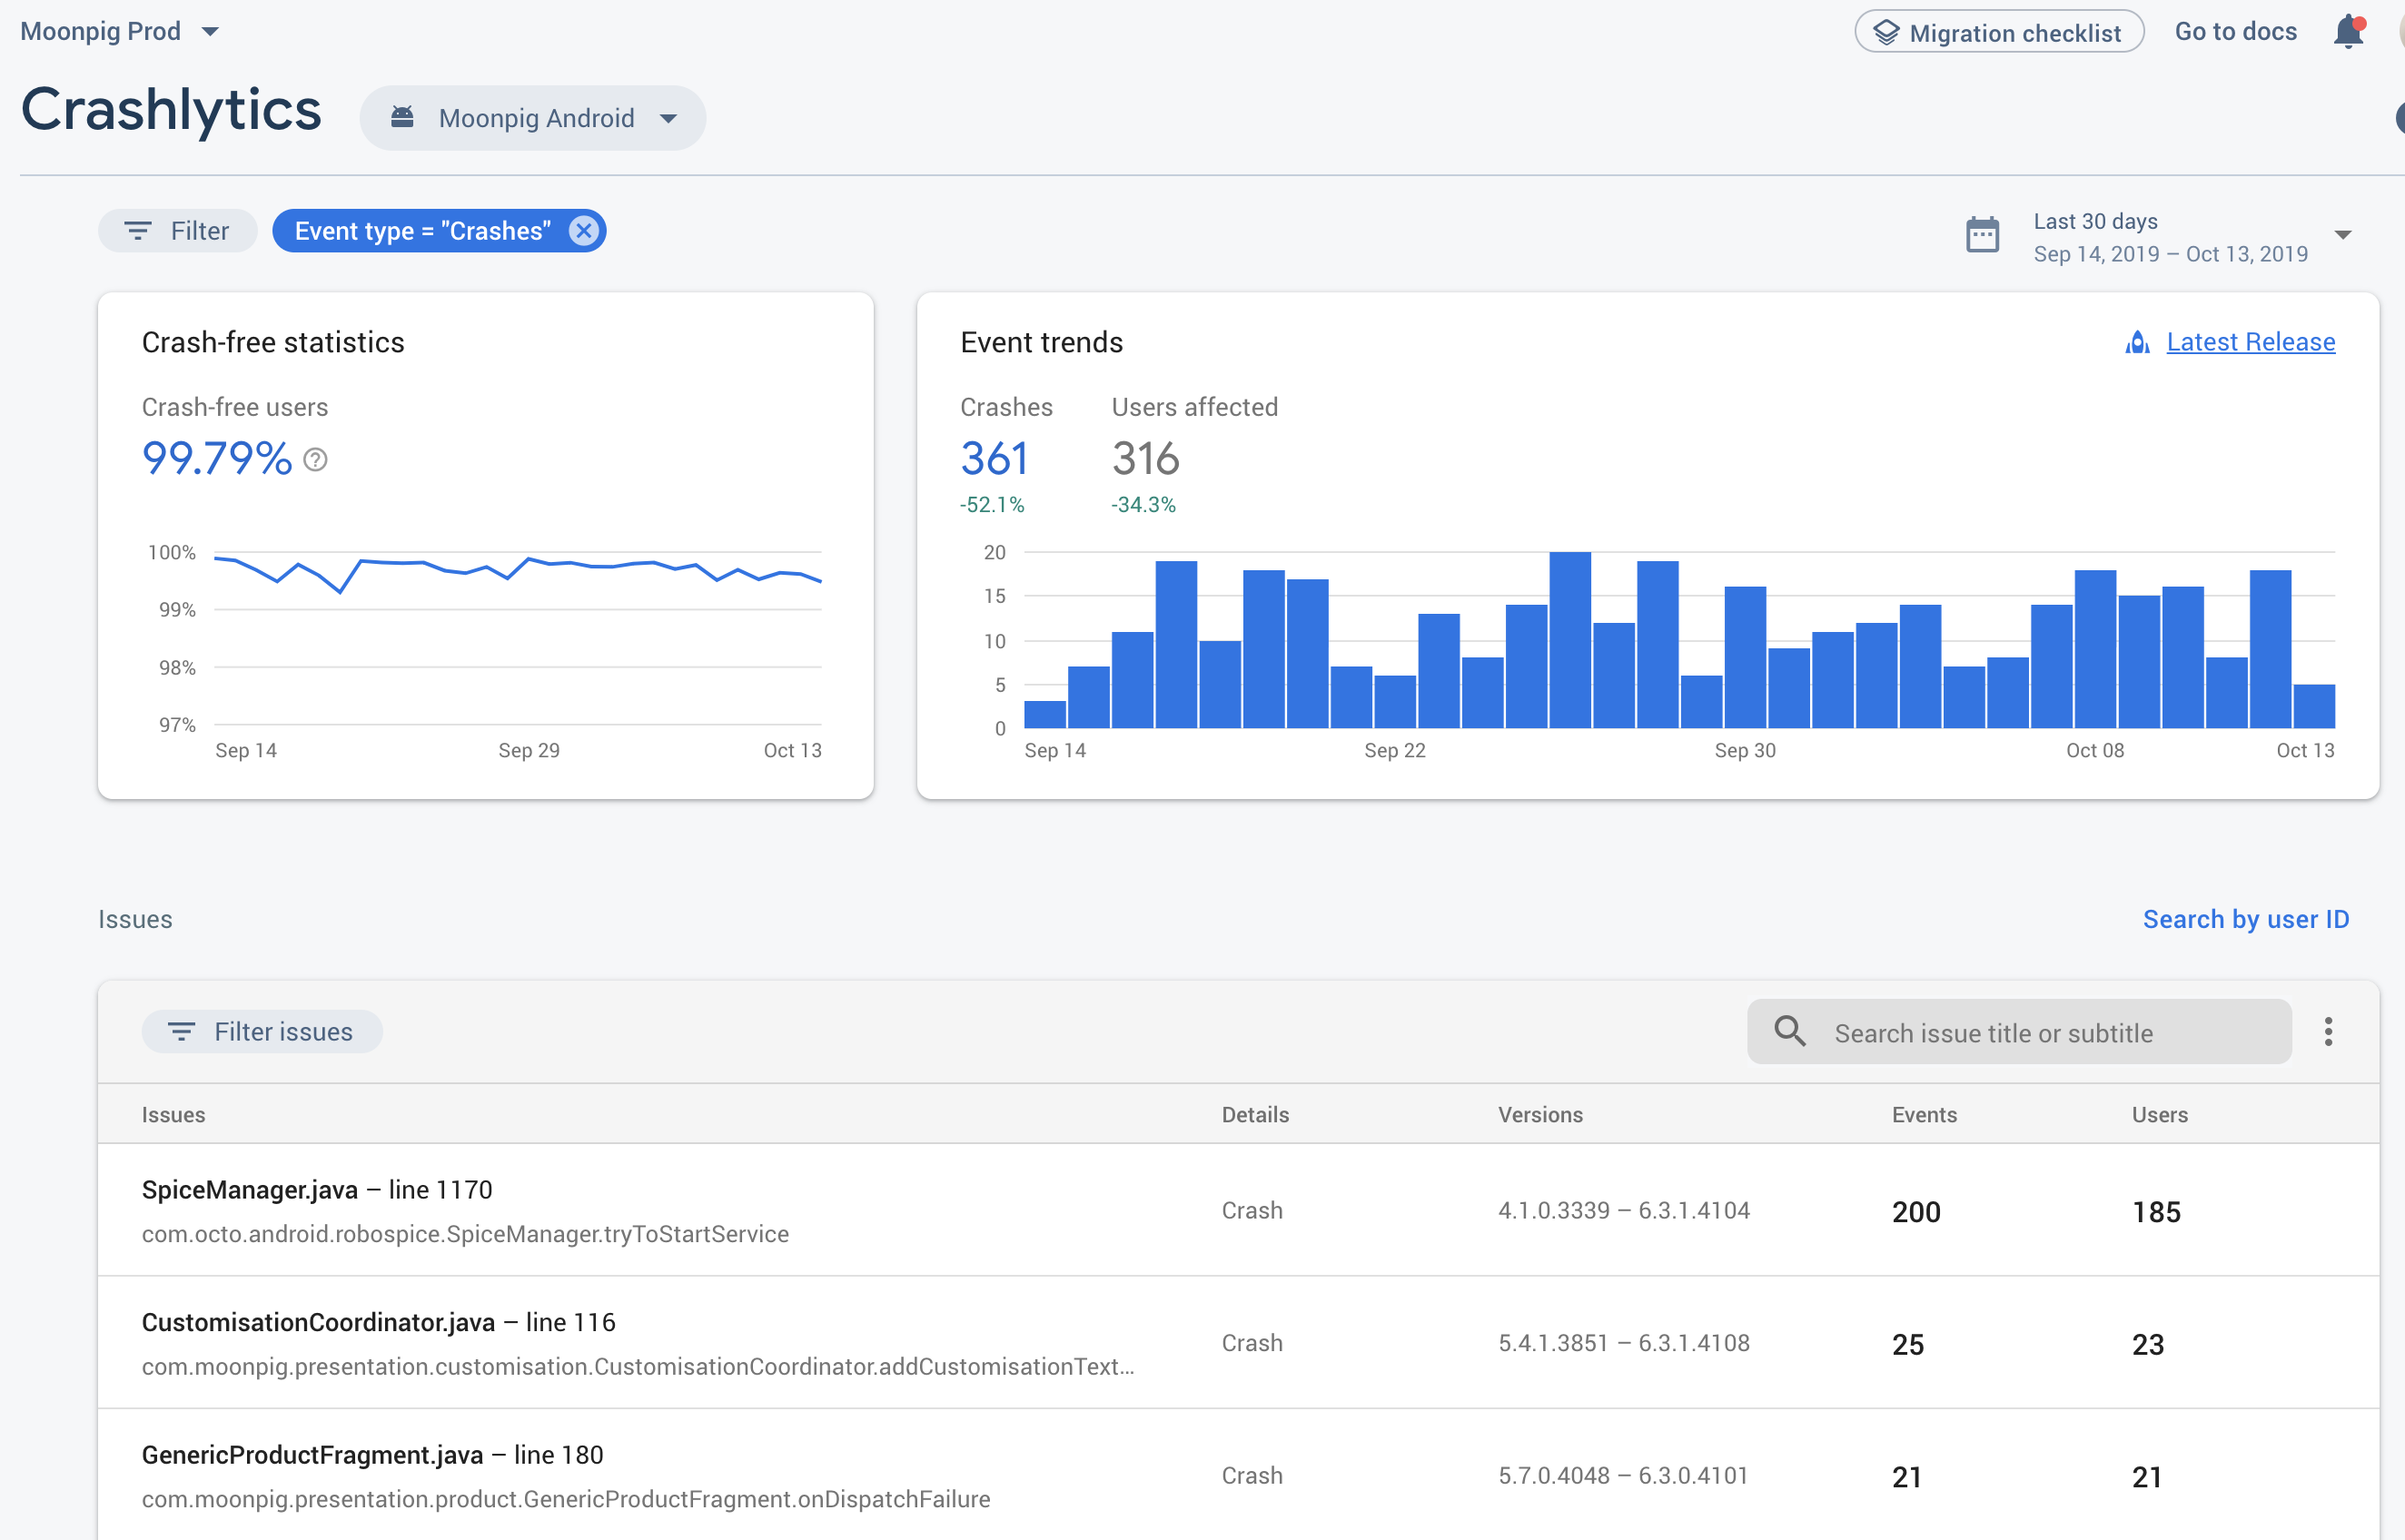 Moonpig Prod
Migration checklist
Go to docs
Crashlytics
Moonpig Android
Filter
Event type = "Crashes"
Last 30 days
Sep 14, 2019 – Oct 13, 2019
Crash-free statistics
Crash-free users
99.79%
100%
99%
98%
97%
Sep 14 Sep 29 Oct 13
Event trends
Latest Release
Crashes Users affected
361 316
-52.1% -34.3%
20
15
10
5
0
Sep 14 Sep 22 Sep 30 Oct 08 Oct 13
Issues
Search by user ID
Filter issues
Search issue title or subtitle
Issues Details Versions Events Users
SpiceManager.java – line 1170
com.octo.android.robospice.SpiceManager.tryToStartService
Crash 4.1.0.3339 – 6.3.1.4104 200 185
CustomisationCoordinator.java – line 116
com.moonpig.presentation.customisation.CustomisationCoordinator.addCustomisationText...
Crash 5.4.1.3851 – 6.3.1.4108 25 23
GenericProductFragment.java – line 180
com.moonpig.presentation.product.GenericProductFragment.onDispatchFailure
Crash 5.7.0.4048 – 6.3.0.4101 21 21